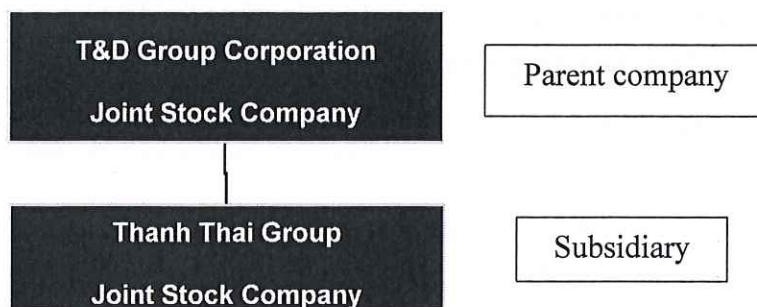 T&D Group Corporation
Joint Stock Company
Parent company
Thanh Thai Group
Joint Stock Company
Subsidiary